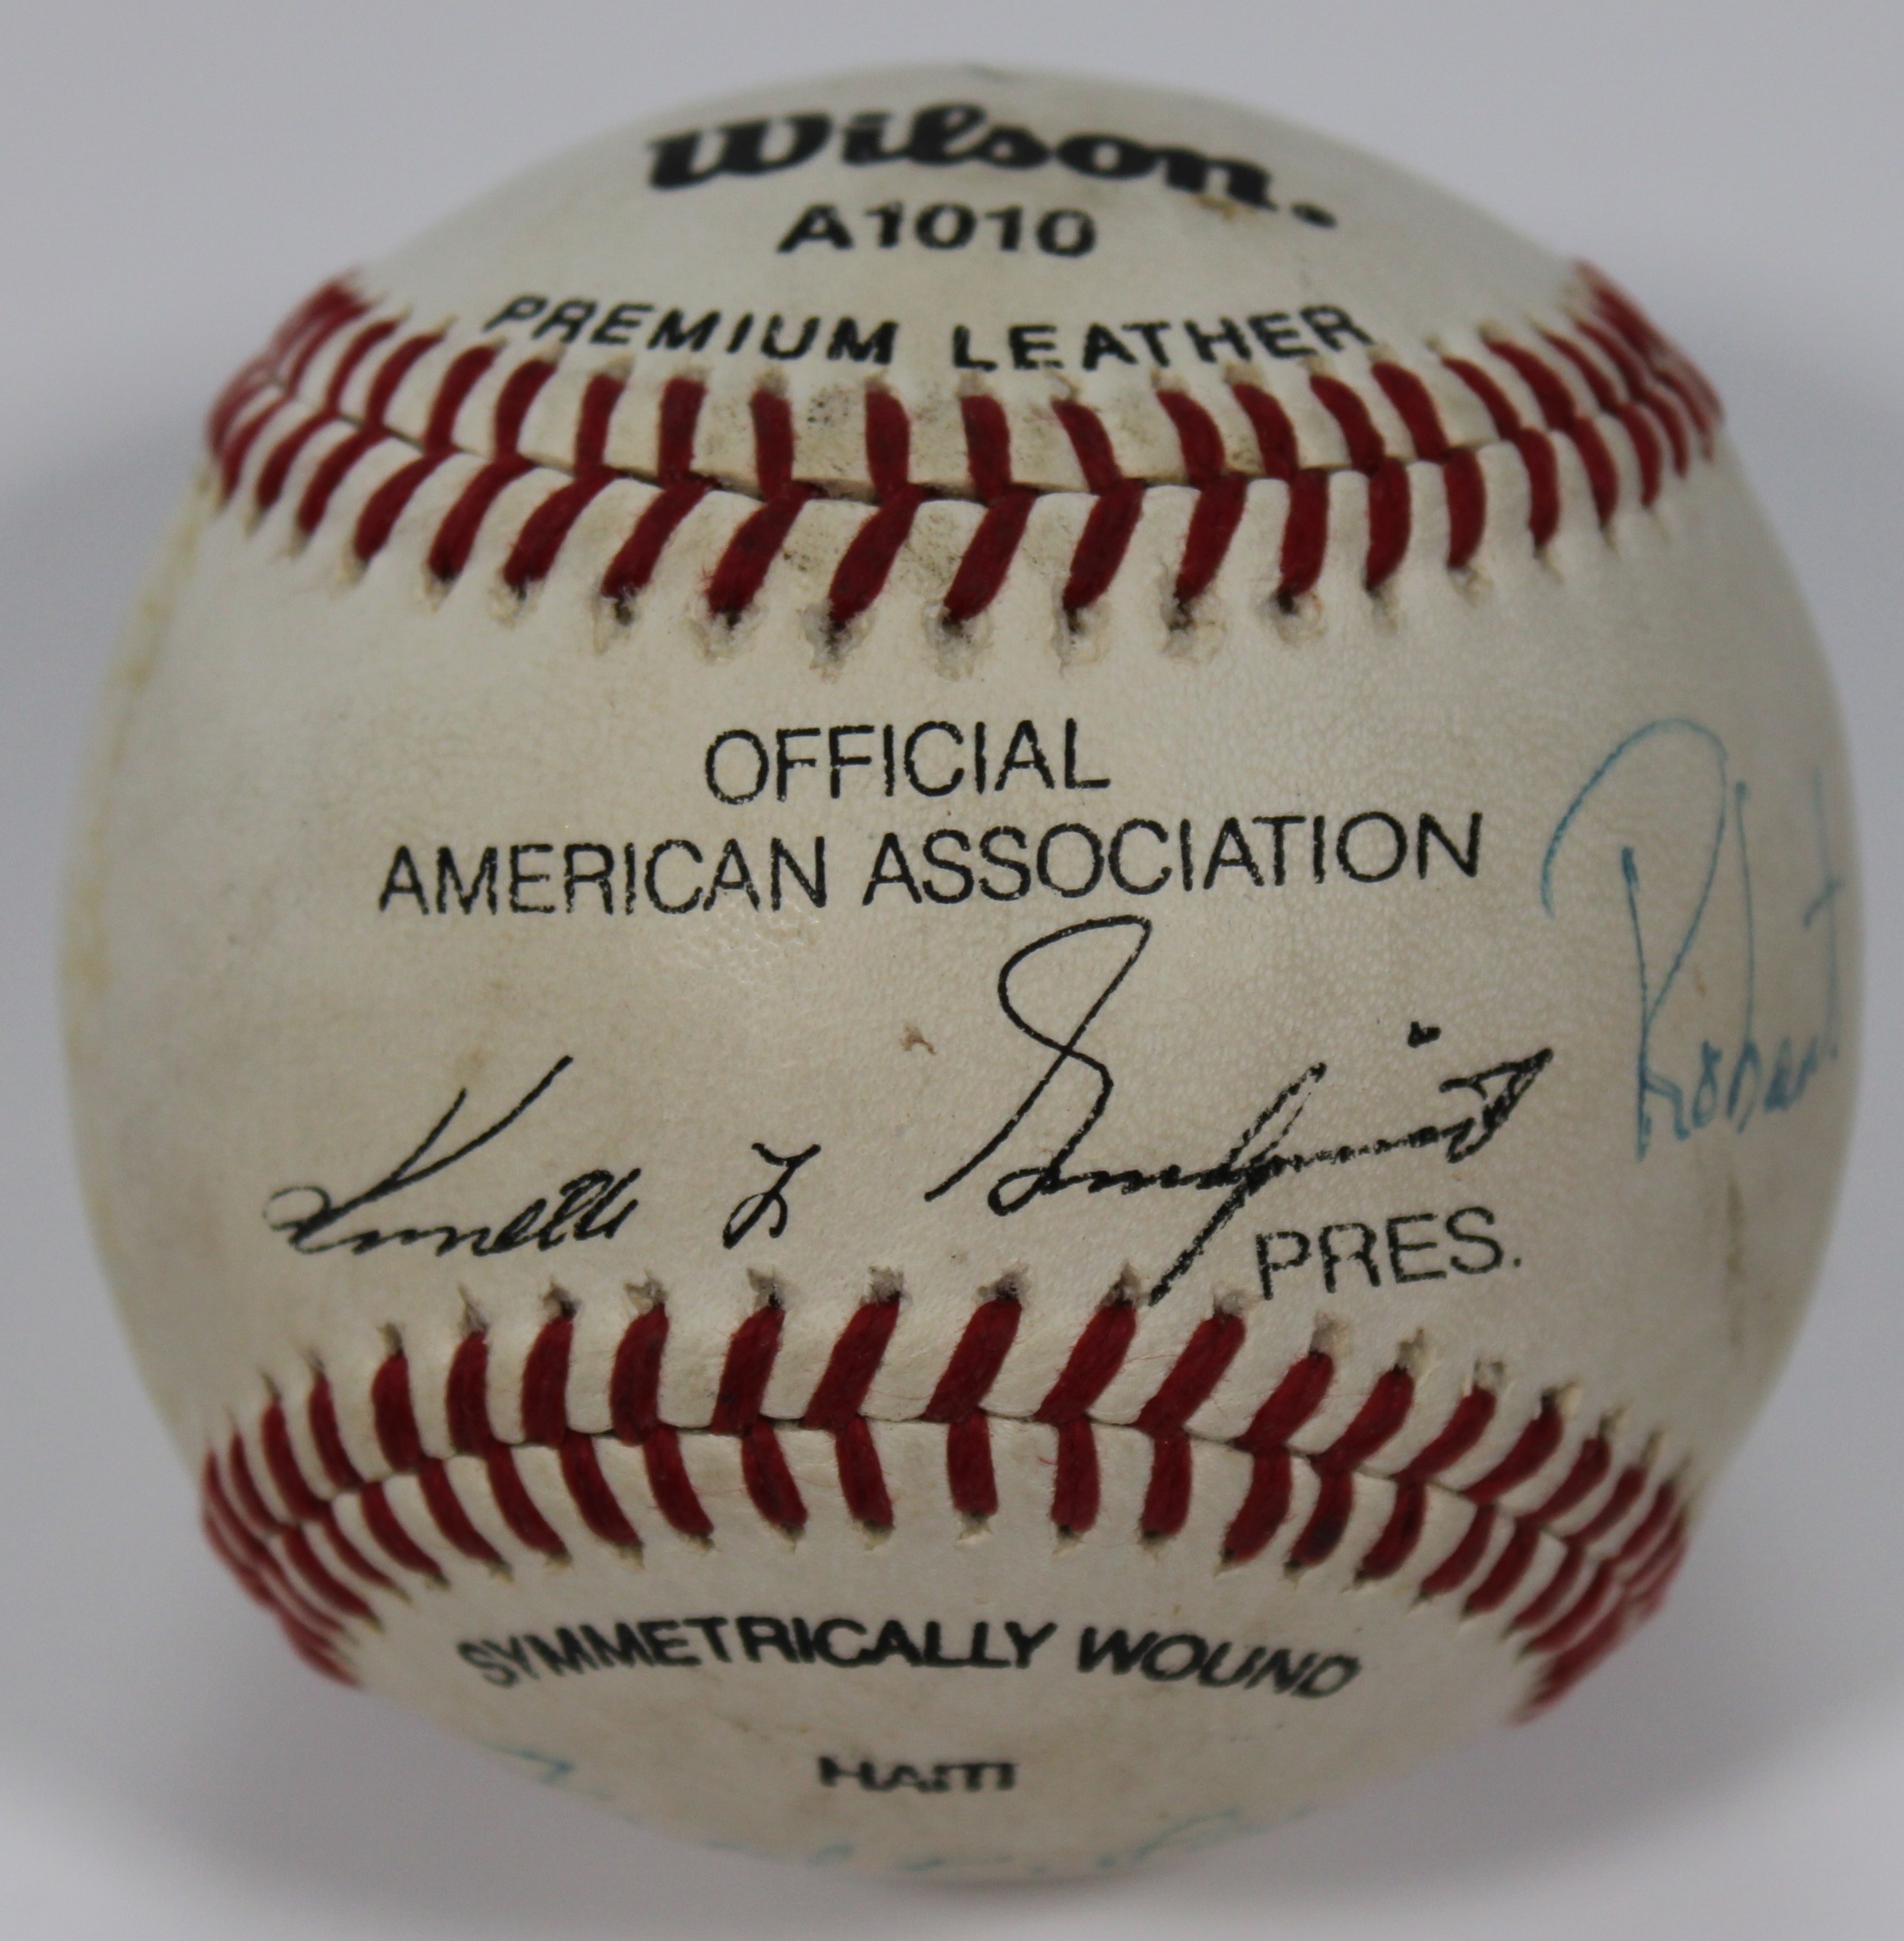 Wilson.
A1010
PREMIUM LEATHER
OFFICIAL
AMERICAN ASSOCIATION
PRES.
SYMMETRICALLY WOUND
HAITI